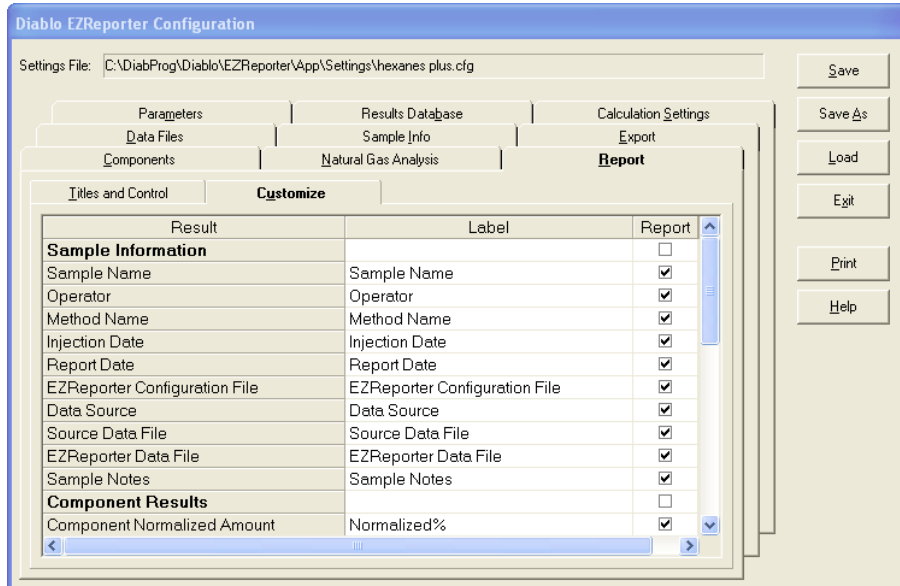 Diablo EZReporter Configuration
Settings File: C:\DiabProg\Diablo\EZReporter\App\Settings\hexanes plus.cfg
Save
Parameters Results Database Calculation Settings
Save As
Data Files Sample Info Export
Components Natural Gas Analysis Report
Load
Titles and Control Customize
Exit
Result Label Report
Sample Information
Sample Name Sample Name
Print
Operator Operator
Method Name Method Name
Help
Injection Date Injection Date
Report Date Report Date
EZReporter Configuration File EZReporter Configuration File
Data Source Data Source
Source Data File Source Data File
EZReporter Data File EZReporter Data File
Sample Notes Sample Notes
Component Results
Component Normalized Amount Normalized%